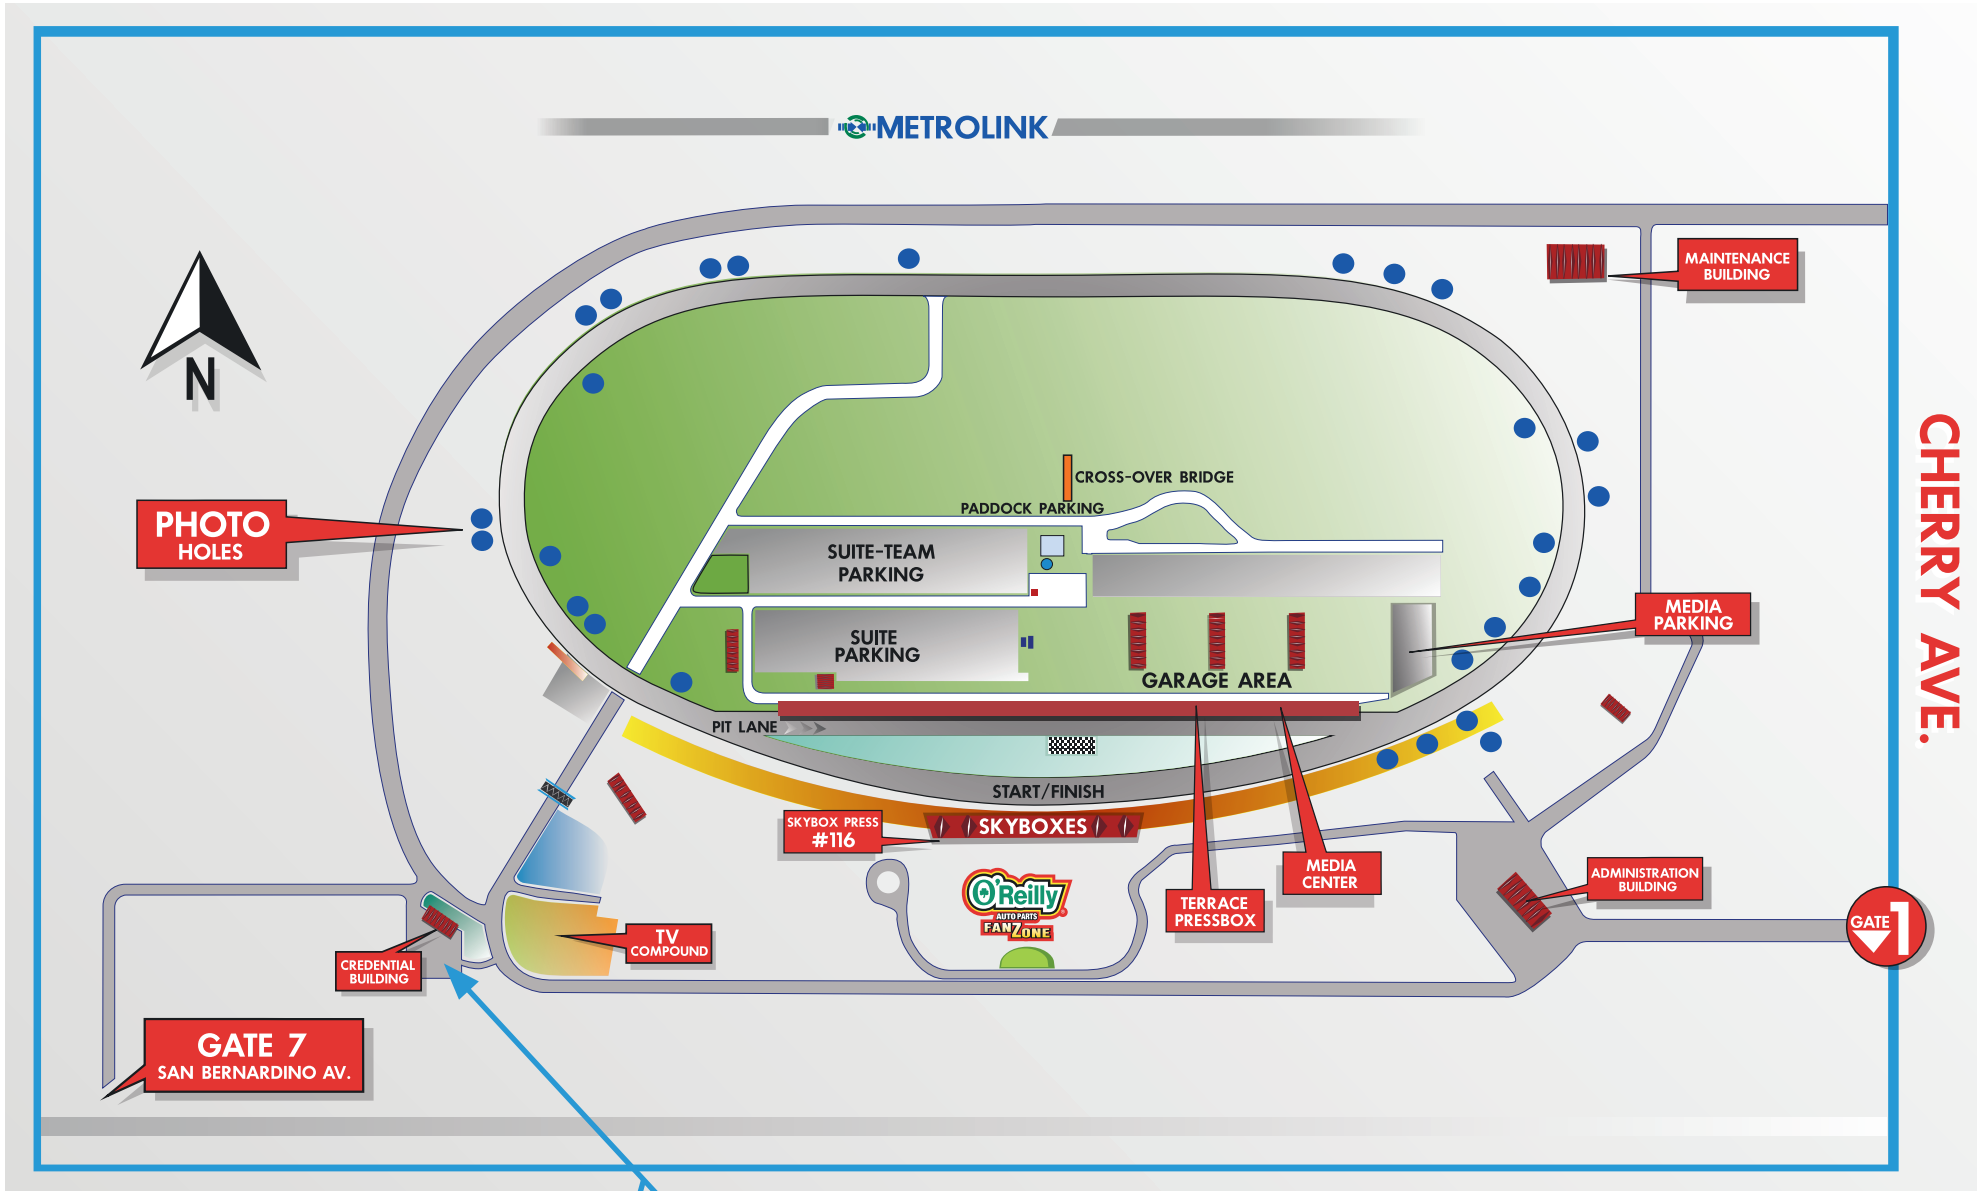 METROLINK
MAINTENANCE
BUILDING
N
CHERRY AVE.
CROSS-OVER BRIDGE
PADDOCK PARKING
PHOTO
HOLES
SUITE-TEAM
PARKING
MEDIA
PARKING
SUITE
PARKING
GARAGE AREA
PIT LANE
START/FINISH
SKYBOX PRESS
#116
SKYBOXES
MEDIA
CENTER
TERRACE
PRESSBOX
ADMINISTRATION
BUILDING
O'Reilly
AUTO PARTS
FANZONE
GATE
1
TV
COMPOUND
CREDENTIAL
BUILDING
GATE 7
SAN BERNARDINO AV.